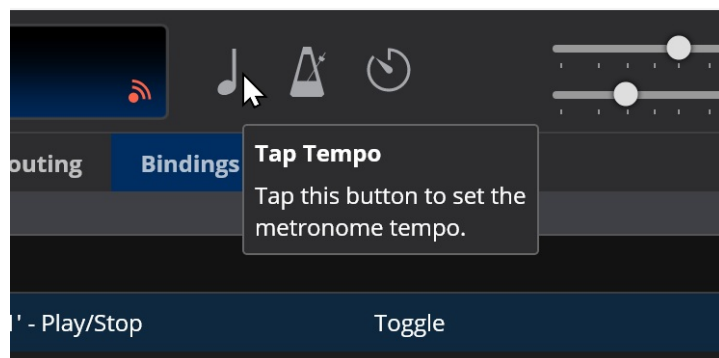 outing Bindings
Tap Tempo
Tap this button to set the
metronome tempo.
' - Play/Stop Toggle